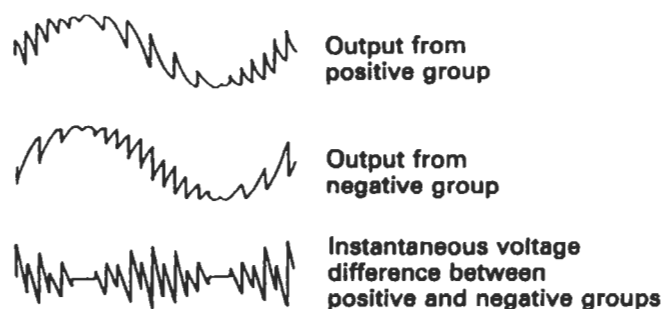 Output from
positive group
Output from
negative group
Instantaneous voltage
difference between
positive and negative groups